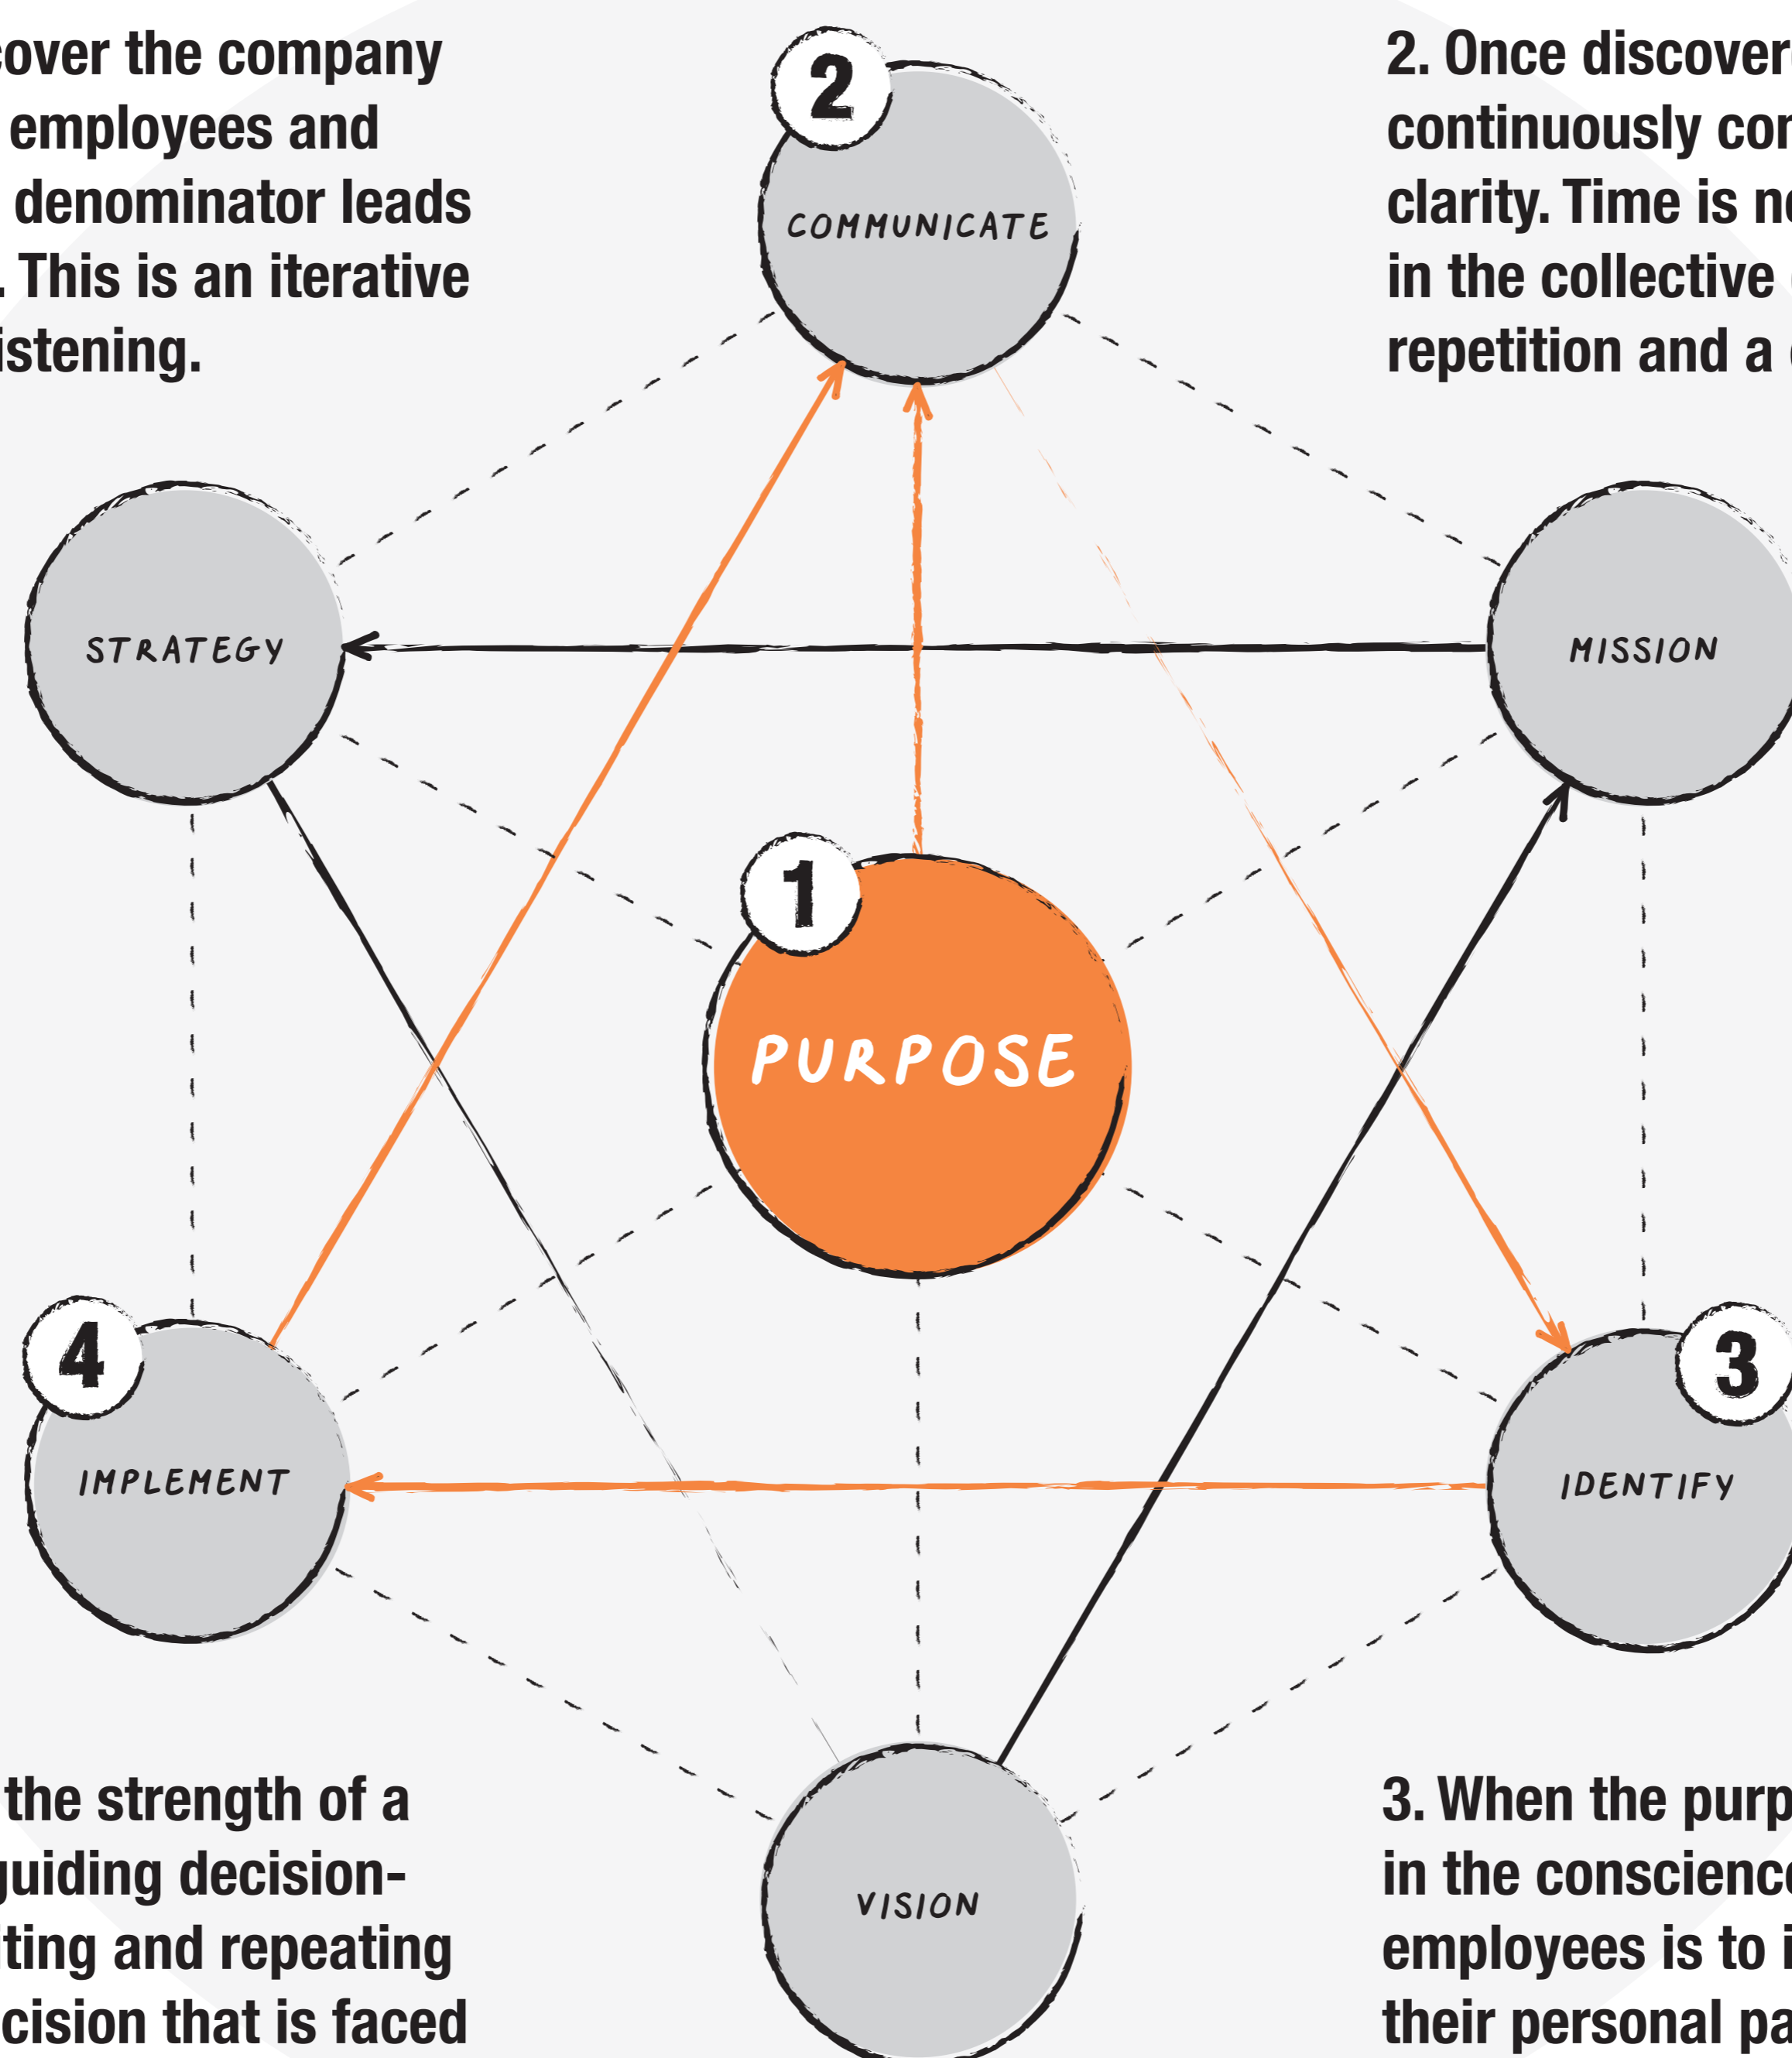 cover the company
employees and
denominator leads
. This is an iterative
istening.
2. Once discover
continuously co
clarity. Time is n
in the collective
repetition and a
2
COMMUNICATE
STRATEGY
MISSION
1
PURPOSE
4
IMPLEMENT
3
IDENTIFY
VISION
the strength of a
guiding decision-
iting and repeating
cision that is faced
3. When the purp
in the conscience
employees is to i
their personal pa